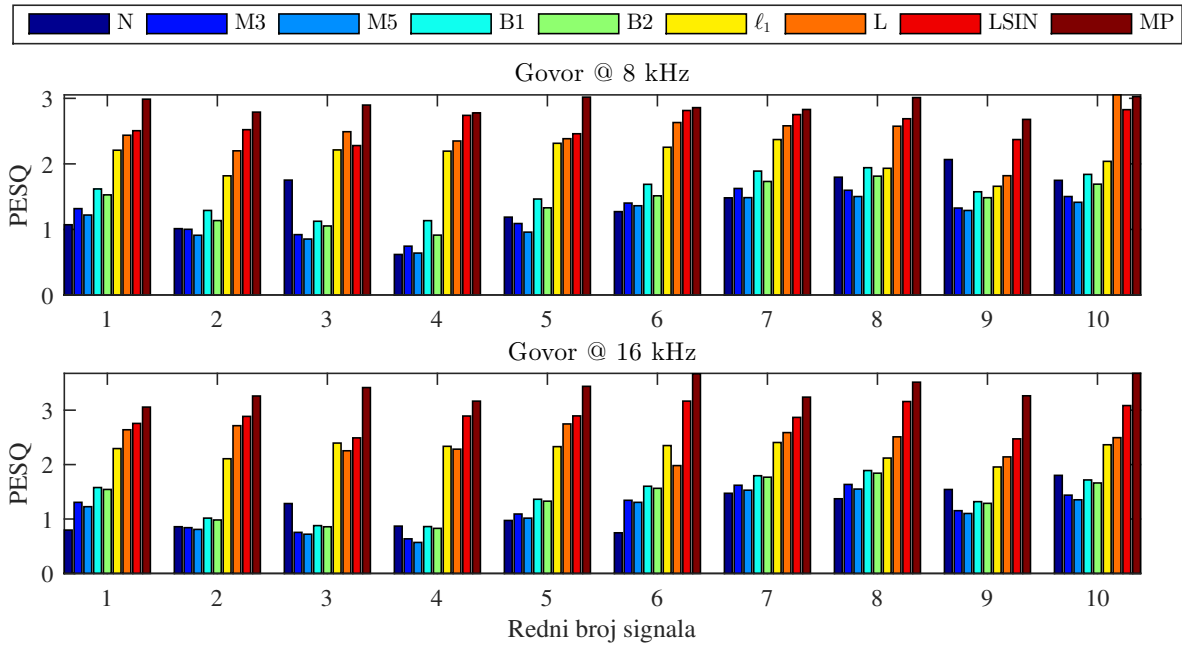 N M3 M5 B1 B2 ℓ₁ L LSIN MP
Govor @ 8 kHz
3
2
1
0
PESQ
1 2 3 4 5 6 7 8 9 10
Govor @ 16 kHz
3
2
1
0
PESQ
1 2 3 4 5 6 7 8 9 10
Redni broj signala